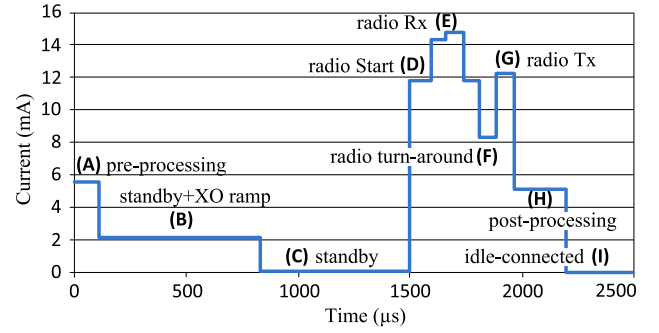 16
14
12
10
8
6
4
2
0
Current (mA)
radio Rx (E)
radio Start (D)
(G) radio Tx
radio turn-around (F)
(A) pre-processing
standby+XO ramp
(B)
(H)
post-processing
(C) standby
idle-connected (I)
0 500 1000 1500 2000 2500
Time (µs)